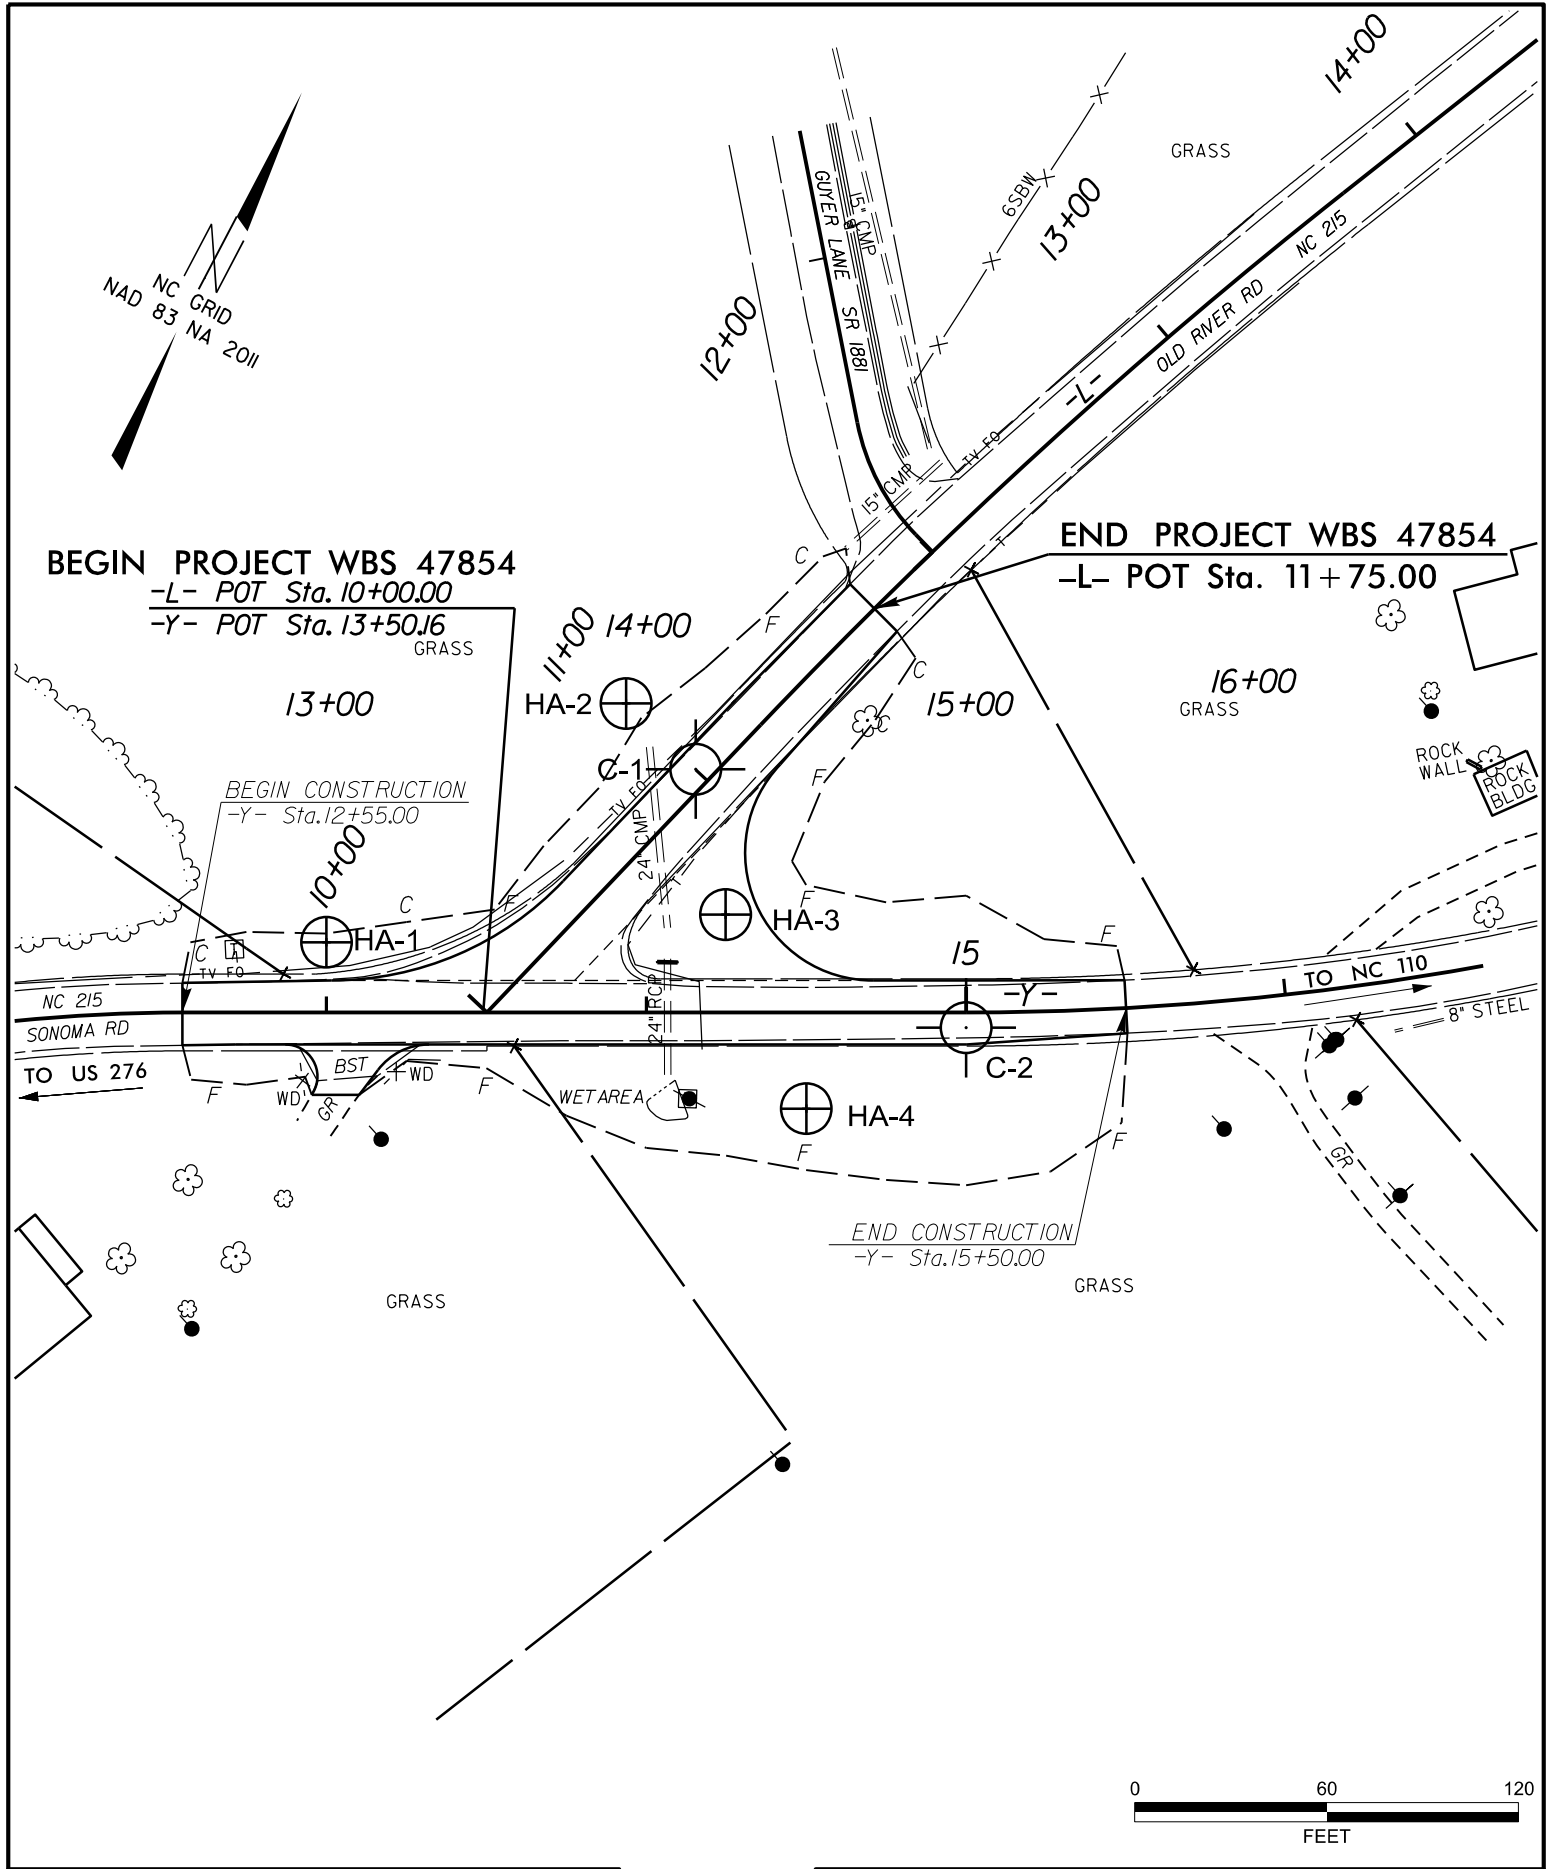 14+00
GRASS
6SBW
13+00
15" CMP
GUYER LANE SR 1881
NC 215
OLD RIVER RD
NC GRID
NAD 83 NA 2011
12+00
-L-
TV FO
15" CMP
T
C
BEGIN PROJECT WBS 47854
-L- POT Sta. 10+00.00
-Y- POT Sta. 13+50.16
GRASS
END PROJECT WBS 47854
-L- POT Sta. 11+75.00
11+00
14+00
F
C
13+00
HA-2
15+00
16+00
GRASS
C
C-1
F
TV FO
ROCK
WALL
ROCK
BLDG
BEGIN CONSTRUCTION
-Y- Sta.12+55.00
24" CMP
10+00
T
C
F
F
HA-3
HA-1
C
T
F
TV FO
15
TO NC 110
NC 215
-Y-
SONOMA RD
24" RCP
8" STEEL
TO US 276
BST
WD
C-2
F
WD
GR
F
WETAREA
HA-4
F
F
GR
END CONSTRUCTION
-Y- Sta.15+50.00
GRASS
GRASS
0 60 120
FEET